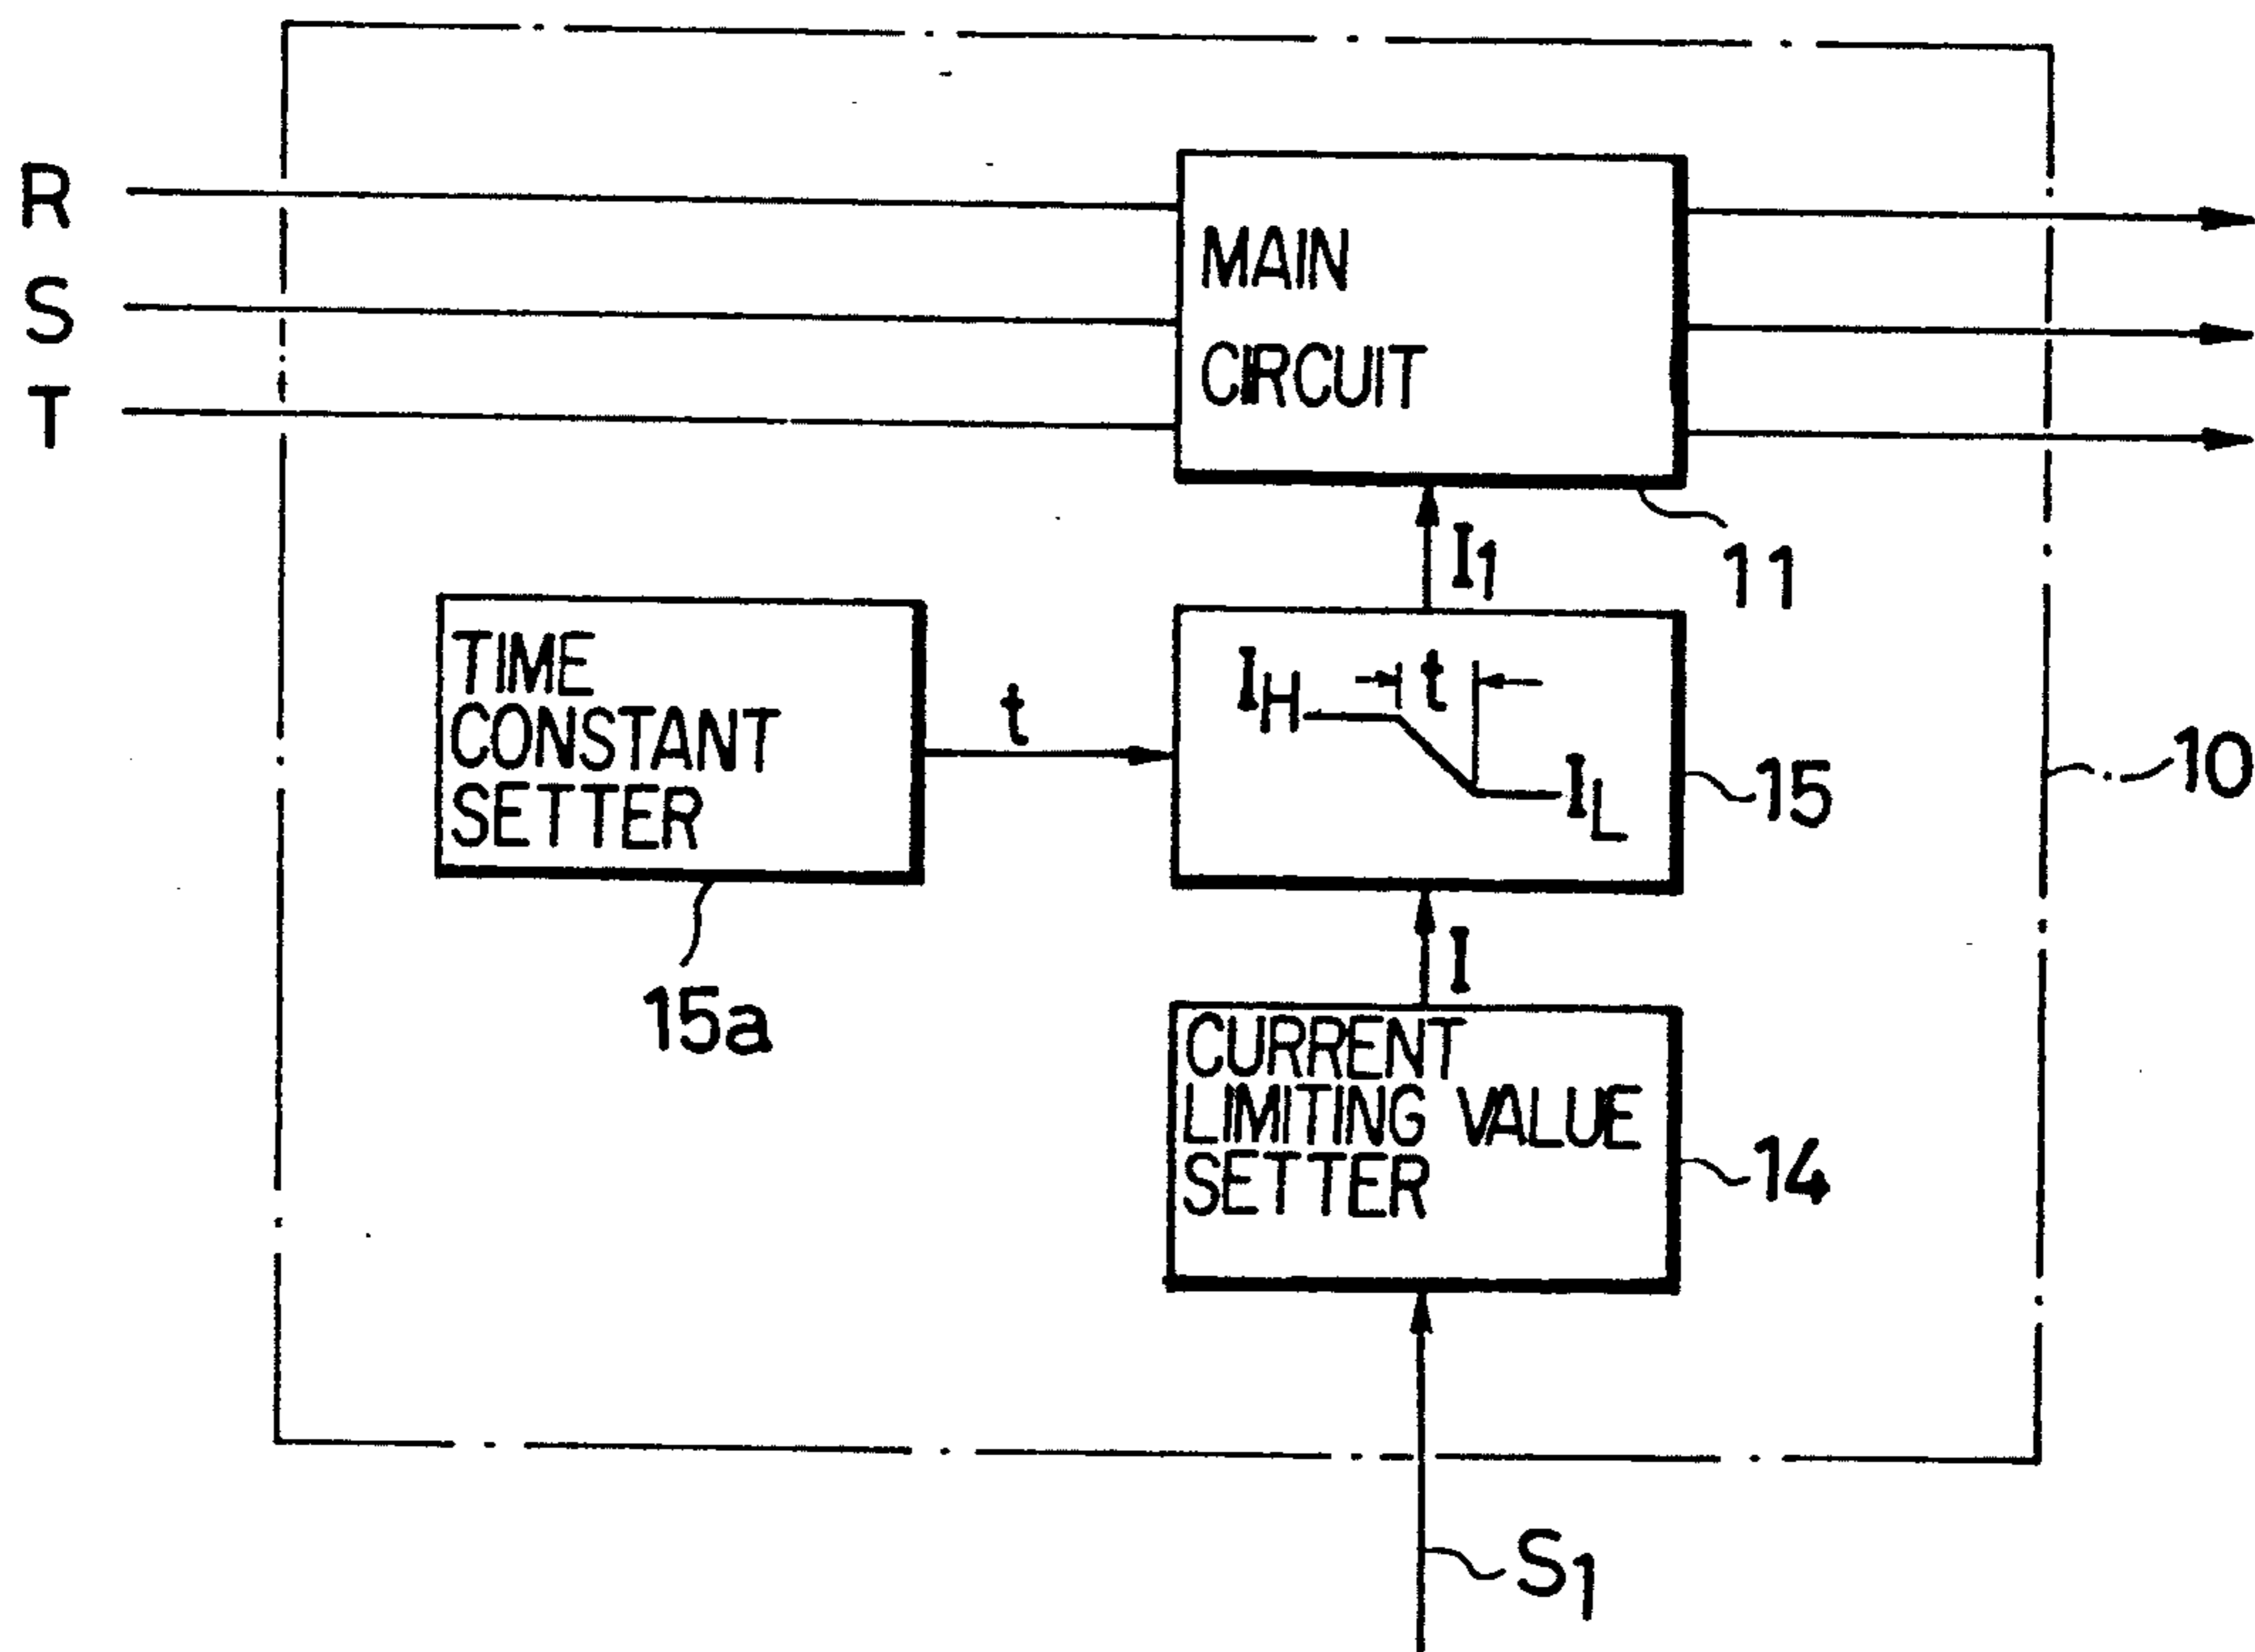 R
S
T
MAIN
CIRCUIT
11
I1
TIME
CONSTANT
SETTER
t
IH
t
IL
15
10
15a
I
CURRENT
LIMITING VALUE
SETTER
14
S1